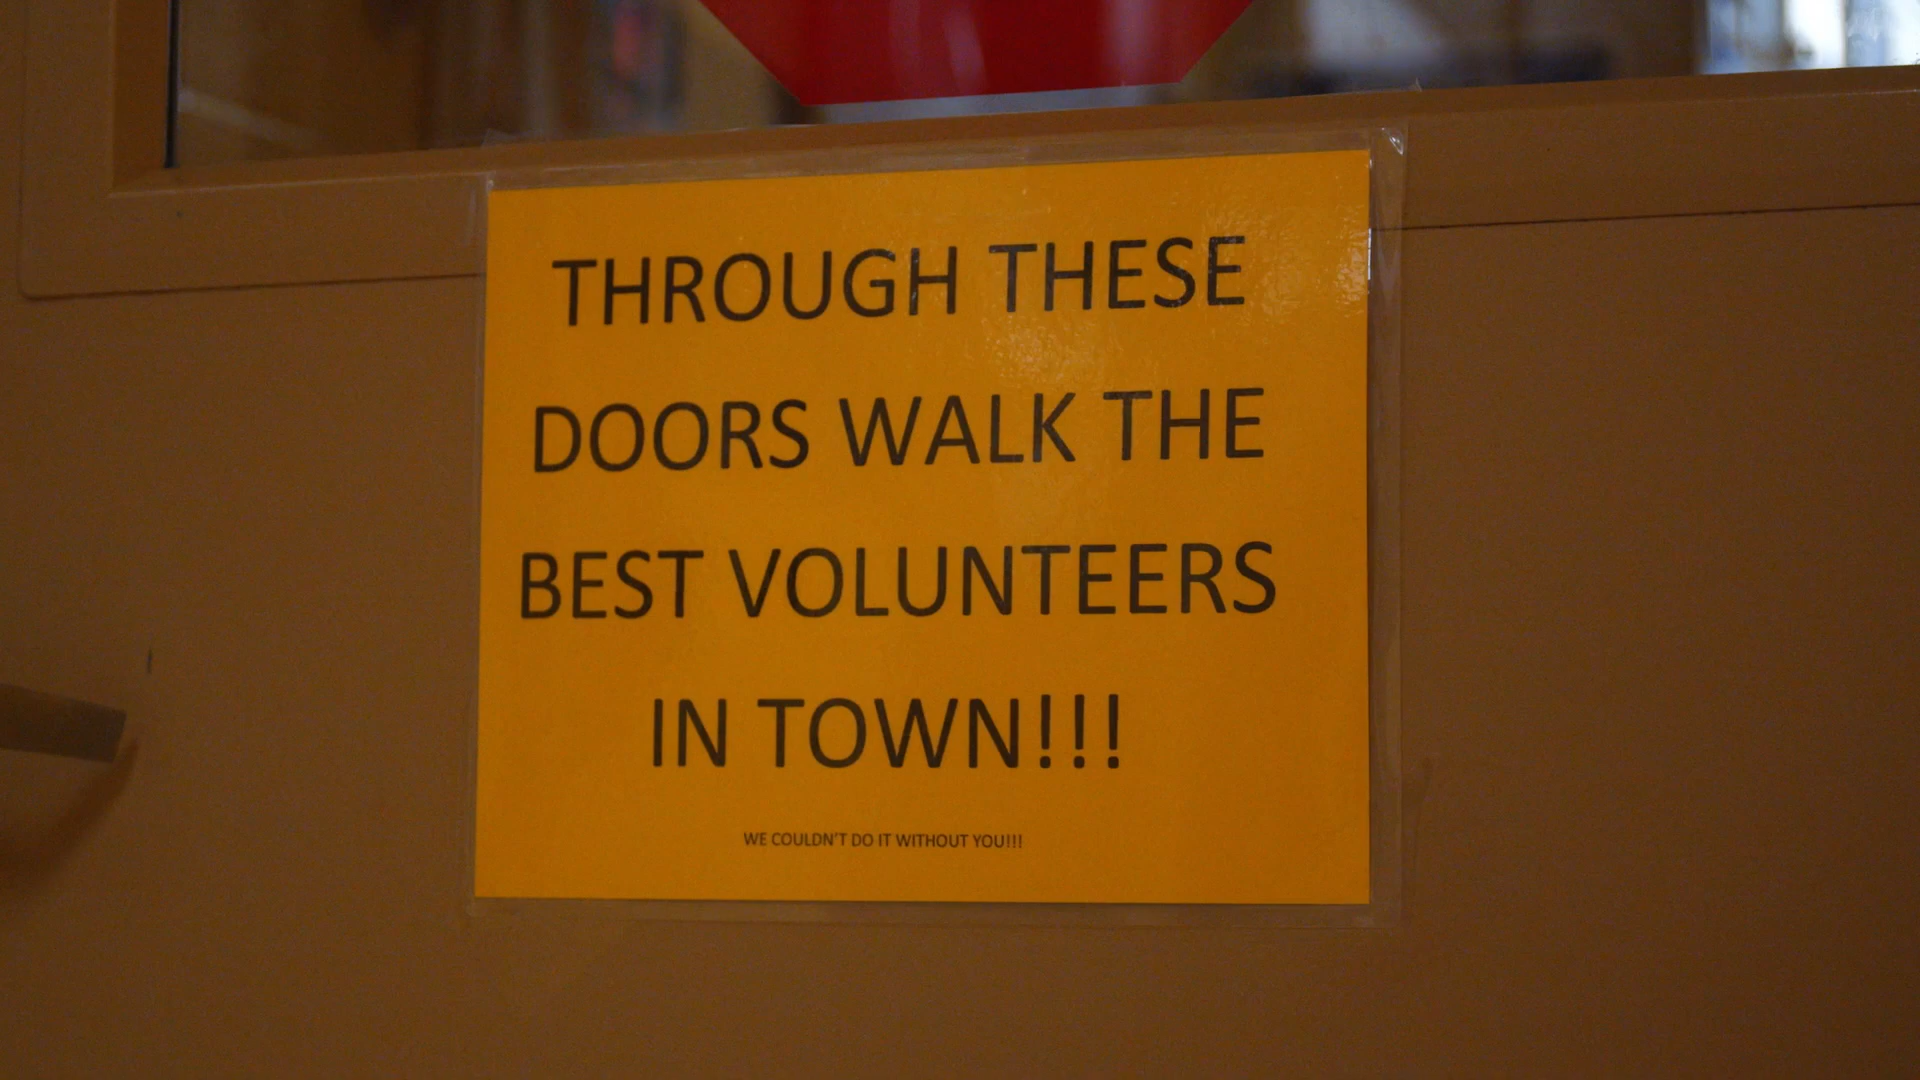 THROUGH THESE
DOORS WALK THE
BEST VOLUNTEERS
IN TOWN!!!
WE COULDN'T DO IT WITHOUT YOU!!!